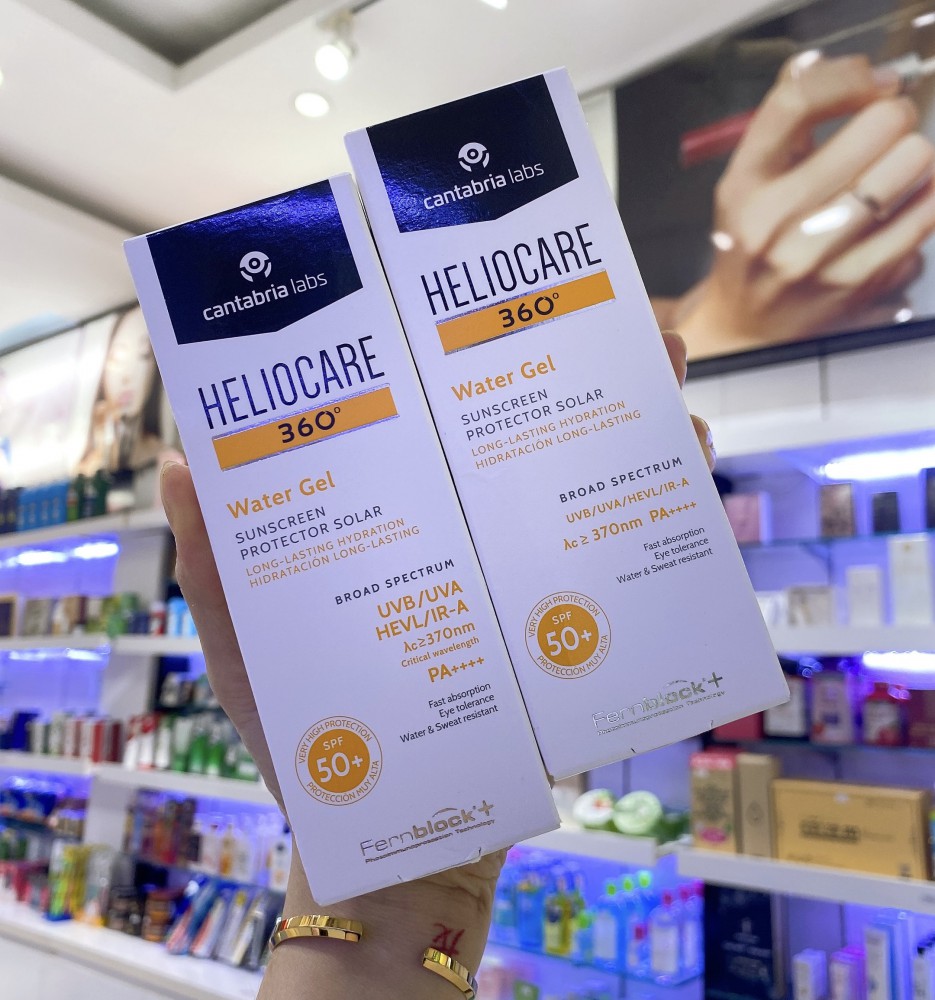 cantabria labs
HELIOCARE
360°
Water Gel
SUNSCREEN
PROTECTOR SOLAR
LONG-LASTING HYDRATION
HIDRATACIÓN LONG-LASTING
BROAD SPECTRUM
UVB/UVA
HEVL/IR-A
λc≥370nm
Critical wavelength
PA++++
Fast absorption
Eye tolerance
Water & Sweat resistant
VERY HIGH PROTECTION
SPF
50+
PROTECCIÓN MUY ALTA
Fernblock®+
Photoimmunoprotection Technology
cantabria labs
HELIOCARE
360°
Water Gel
SUNSCREEN
PROTECTOR SOLAR
LONG-LASTING HYDRATION
HIDRATACIÓN LONG-LASTING
BROAD SPECTRUM
UVB/UVA/HEVL/IR-A
λc ≥ 370nm PA++++
Fast absorption
Eye tolerance
Water & Sweat resistant
VERY HIGH PROTECTION
SPF
50+
PROTECCIÓN MUY ALTA
Fernblock®+
Photoimmunoprotection Technology